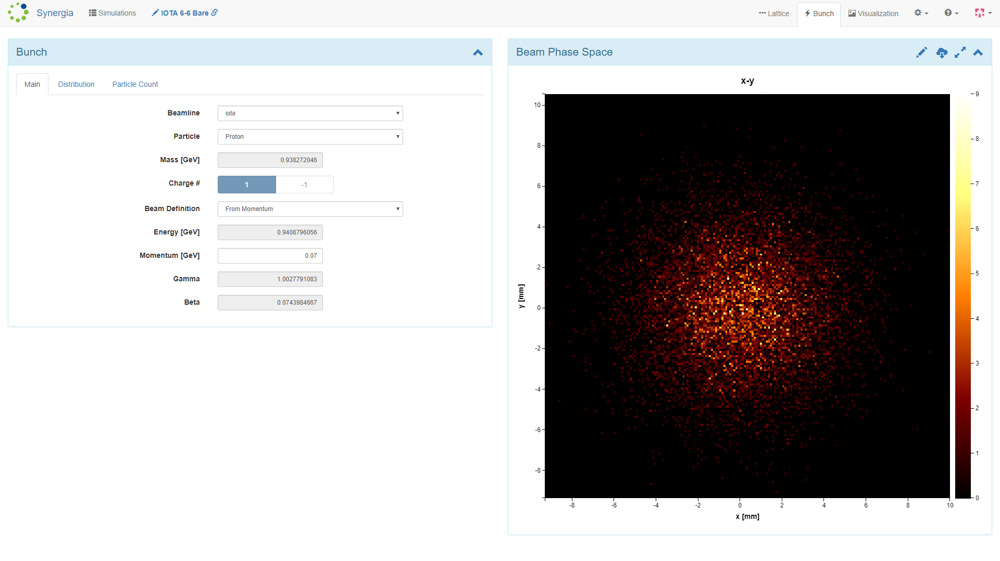 Synergia Simulations IOTA 6-6 Bare Lattice Bunch Visualization
Bunch
Main Distribution Particle Count
Beamline iota
Particle Proton
Mass [GeV] 0.938272046
Charge # 1 -1
Beam Definition From Momentum
Energy [GeV] 0.9408796056
Momentum [GeV] 0.07
Gamma 1.0027791083
Beta 0.0743984667
Beam Phase Space
x-y
10
8
6
4
2
0
-2
-4
-6
-8
y [mm]
-8 -6 -4 -2 0 2 4 6 8 10
x [mm]
9
8
7
6
5
4
3
2
1
0